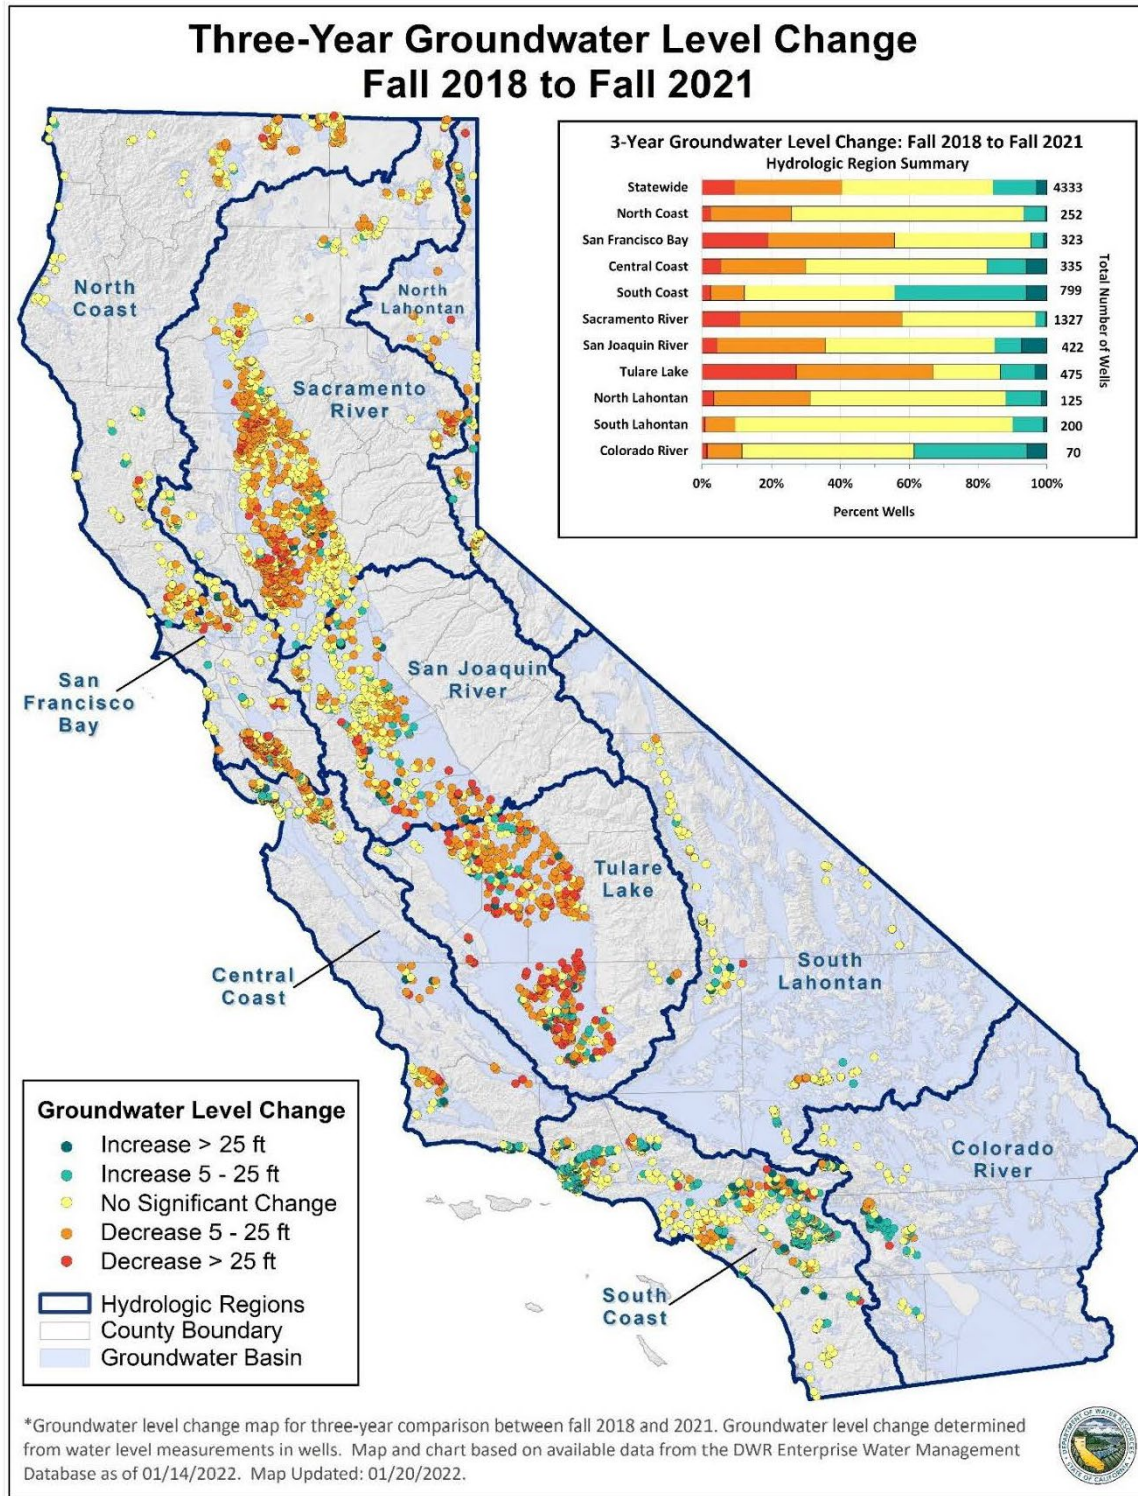 Three-Year Groundwater Level Change
Fall 2018 to Fall 2021
3-Year Groundwater Level Change: Fall 2018 to Fall 2021
Hydrologic Region Summary
Statewide 4333
North Coast 252
San Francisco Bay 323
Central Coast 335
South Coast 799
Sacramento River 1327
San Joaquin River 422
Tulare Lake 475
North Lahontan 125
South Lahontan 200
Colorado River 70
0% 20% 40% 60% 80% 100%
Percent Wells
Total Number of Wells
North
Coast
North
Lahontan
Sacramento
River
San
Francisco
Bay
San Joaquin
River
Tulare
Lake
Central
Coast
South
Lahontan
Colorado
River
South
Coast
Groundwater Level Change
Increase > 25 ft
Increase 5 - 25 ft
No Significant Change
Decrease 5 - 25 ft
Decrease > 25 ft
Hydrologic Regions
County Boundary
Groundwater Basin
*Groundwater level change map for three-year comparison between fall 2018 and 2021. Groundwater level change determined
from water level measurements in wells. Map and chart based on available data from the DWR Enterprise Water Management
Database as of 01/14/2022. Map Updated: 01/20/2022.
DEPARTMENT OF WATER RESOURCES
STATE OF CALIFORNIA